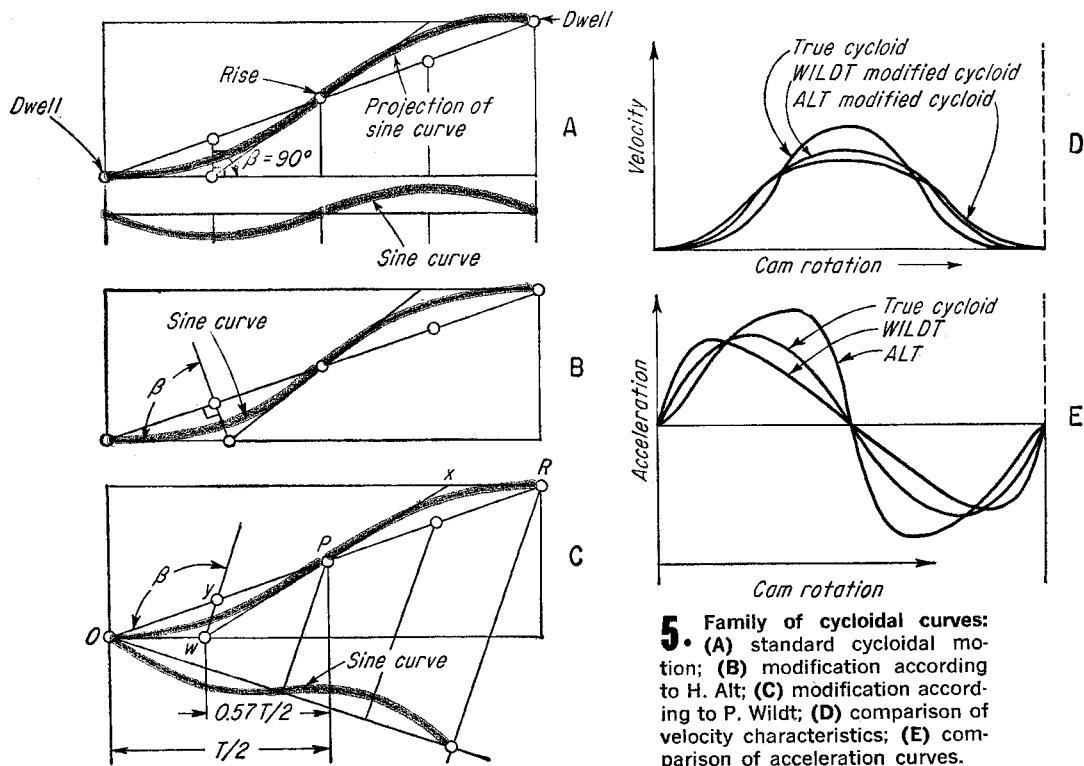 Dwell
Rise
Dwell
Projection of
sine curve
β = 90°
Sine curve
A
Sine curve
β
B
β
O
y
w
P
x
R
Sine curve
0.57 T/2
T/2
C
True cycloid
WILDT modified cycloid
ALT modified cycloid
Velocity
Cam rotation
D
True cycloid
WILDT
ALT
Acceleration
Cam rotation
E
5. Family of cycloidal curves:
(A) standard cycloidal mo-
tion; (B) modification according
to H. Alt; (C) modification accord-
ing to P. Wildt; (D) comparison of
velocity characteristics; (E) com-
parison of acceleration curves.